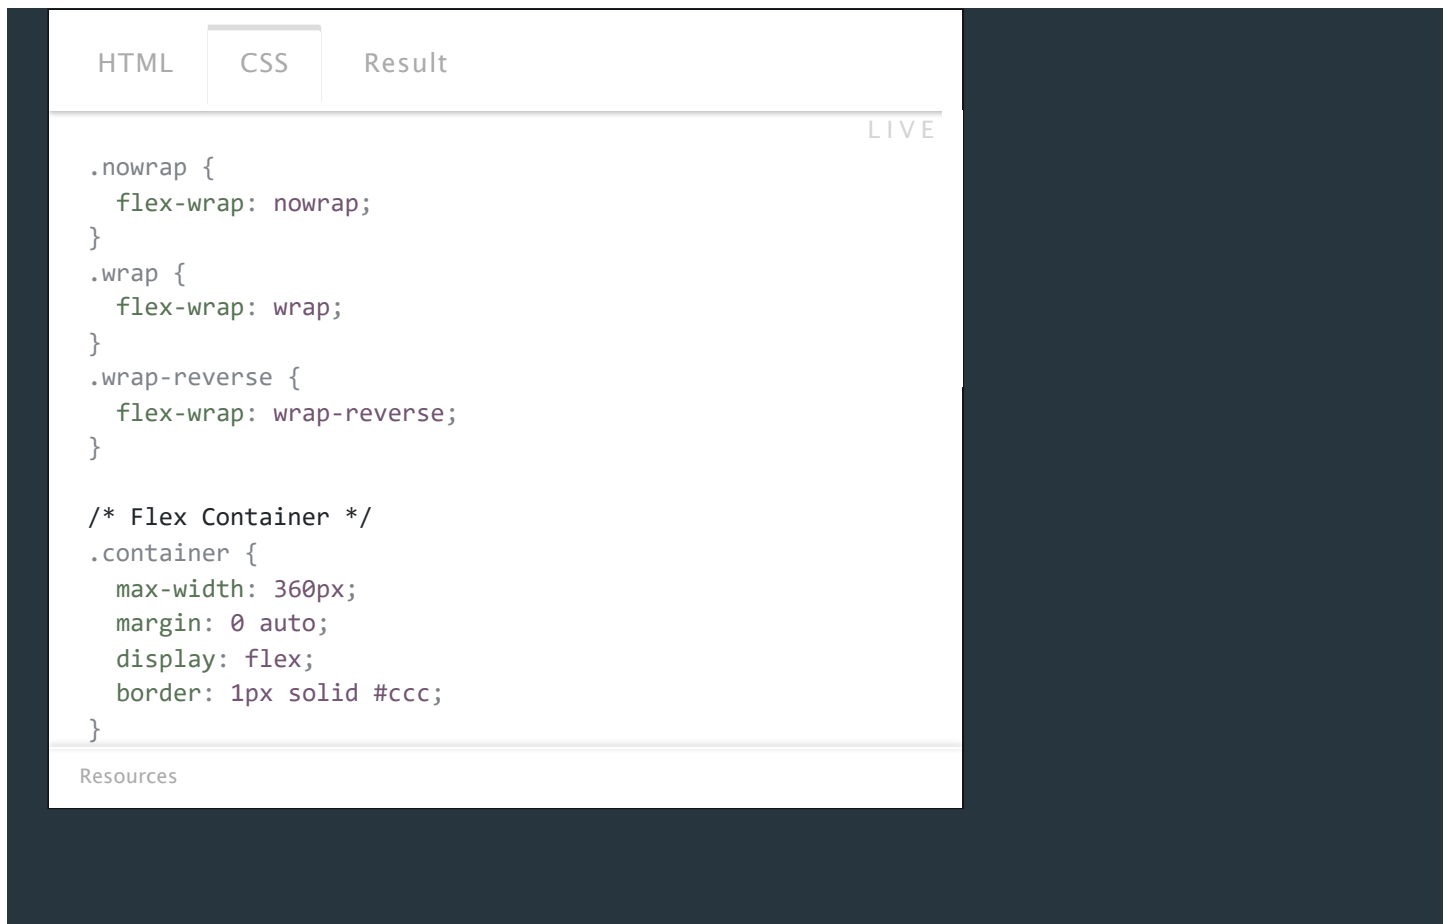 HTML CSS Result
LIVE
.nowrap {
  flex-wrap: nowrap;
}
.wrap {
  flex-wrap: wrap;
}
.wrap-reverse {
  flex-wrap: wrap-reverse;
}

/* Flex Container */
.container {
  max-width: 360px;
  margin: 0 auto;
  display: flex;
  border: 1px solid #ccc;
}
Resources